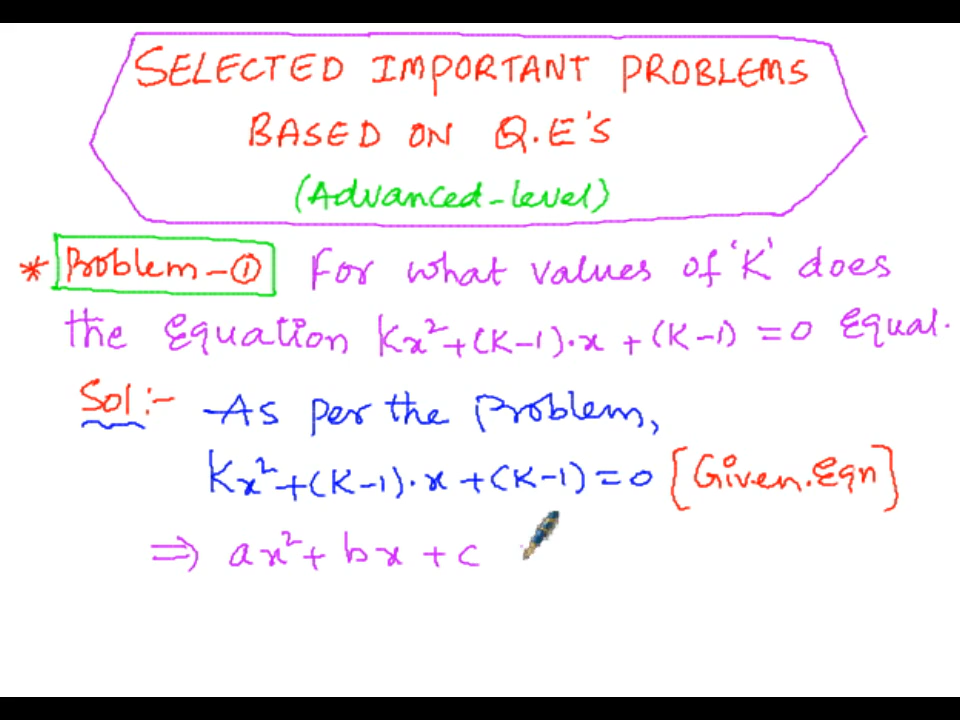 SELECTED IMPORTANT PROBLEMS
BASED ON Q.E'S
(Advanced-level)
* Problem-① For what values of 'K' does
the Equation Kx²+(K-1)·x+(K-1)=0 Equal.
Sol:- As per the Problem,
Kx²+(K-1)·x+(K-1)=0 [Given.Eqn]
⇒ ax²+bx+c